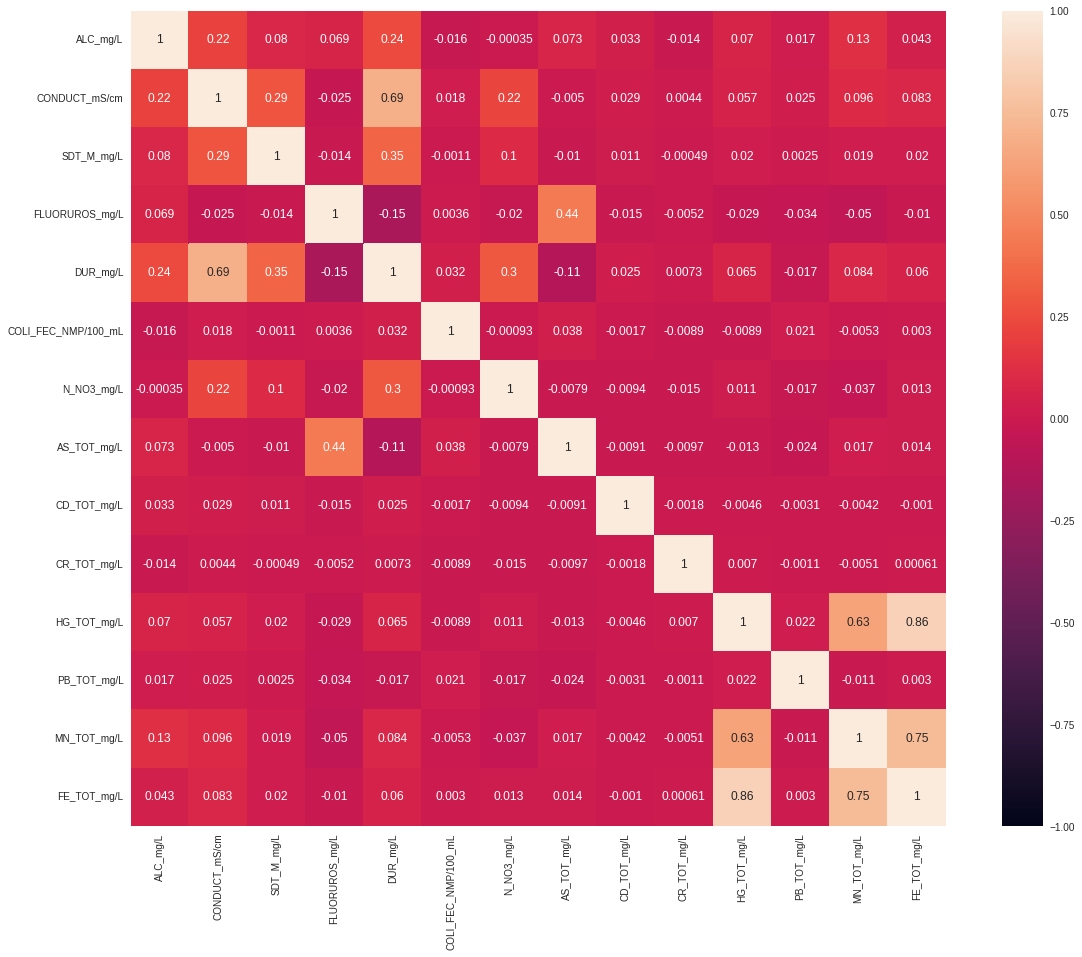 ALC_mg/L 1 0.22 0.08 0.069 0.24 -0.016 -0.00035 0.073 0.033 -0.014 0.07 0.017 0.13 0.043
CONDUCT_mS/cm 0.22 1 0.29 -0.025 0.69 0.018 0.22 -0.005 0.029 0.0044 0.057 0.025 0.096 0.083
SDT_M_mg/L 0.08 0.29 1 -0.014 0.35 -0.0011 0.1 -0.01 0.011 -0.00049 0.02 0.0025 0.019 0.02
FLUORUROS_mg/L 0.069 -0.025 -0.014 1 -0.15 0.0036 -0.02 0.44 -0.015 -0.0052 -0.029 -0.034 -0.05 -0.01
DUR_mg/L 0.24 0.69 0.35 -0.15 1 0.032 0.3 -0.11 0.025 0.0073 0.065 -0.017 0.084 0.06
COLI_FEC_NMP/100_mL -0.016 0.018 -0.0011 0.0036 0.032 1 -0.00093 0.038 -0.0017 -0.0089 -0.0089 0.021 -0.0053 0.003
N_NO3_mg/L -0.00035 0.22 0.1 -0.02 0.3 -0.00093 1 -0.0079 -0.0094 -0.015 0.011 -0.017 -0.037 0.013
AS_TOT_mg/L 0.073 -0.005 -0.01 0.44 -0.11 0.038 -0.0079 1 -0.0091 -0.0097 -0.013 -0.024 0.017 0.014
CD_TOT_mg/L 0.033 0.029 0.011 -0.015 0.025 -0.0017 -0.0094 -0.0091 1 -0.0018 -0.0046 -0.0031 -0.0042 -0.001
CR_TOT_mg/L -0.014 0.0044 -0.00049 -0.0052 0.0073 -0.0089 -0.015 -0.0097 -0.0018 1 0.007 -0.0011 -0.0051 0.00061
HG_TOT_mg/L 0.07 0.057 0.02 -0.029 0.065 -0.0089 0.011 -0.013 -0.0046 0.007 1 0.022 0.63 0.86
PB_TOT_mg/L 0.017 0.025 0.0025 -0.034 -0.017 0.021 -0.017 -0.024 -0.0031 -0.0011 0.022 1 -0.011 0.003
MN_TOT_mg/L 0.13 0.096 0.019 -0.05 0.084 -0.0053 -0.037 0.017 -0.0042 -0.0051 0.63 -0.011 1 0.75
FE_TOT_mg/L 0.043 0.083 0.02 -0.01 0.06 0.003 0.013 0.014 -0.001 0.00061 0.86 0.003 0.75 1
ALC_mg/L
CONDUCT_mS/cm
SDT_M_mg/L
FLUORUROS_mg/L
DUR_mg/L
COLI_FEC_NMP/100_mL
N_NO3_mg/L
AS_TOT_mg/L
CD_TOT_mg/L
CR_TOT_mg/L
HG_TOT_mg/L
PB_TOT_mg/L
MN_TOT_mg/L
FE_TOT_mg/L
1.00
0.75
0.50
0.25
0.00
−0.25
−0.50
−0.75
−1.00